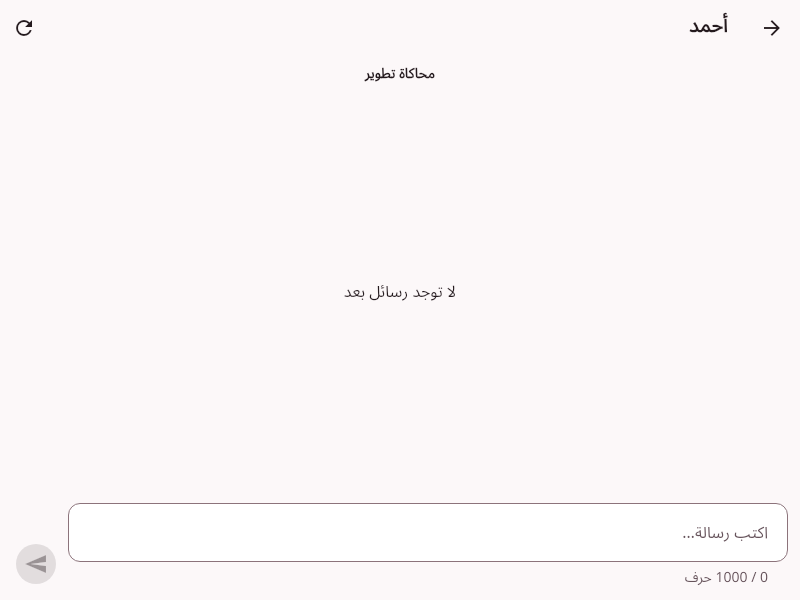 أحمد
محاكاة تطوير
لا توجد رسائل بعد
اكتب رسالة...
0 / 1000 حرف